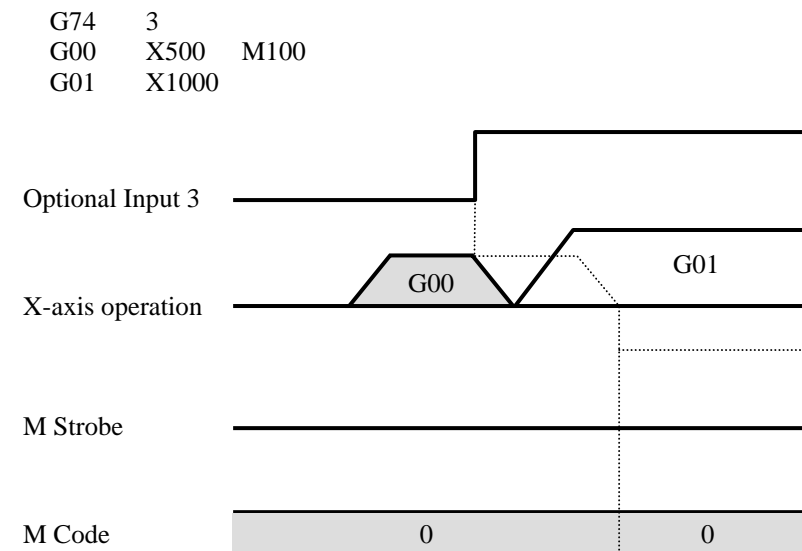 G74 3
G00 X500 M100
G01 X1000
Optional Input 3
G01
G00
X-axis operation
M Strobe
M Code 0 0